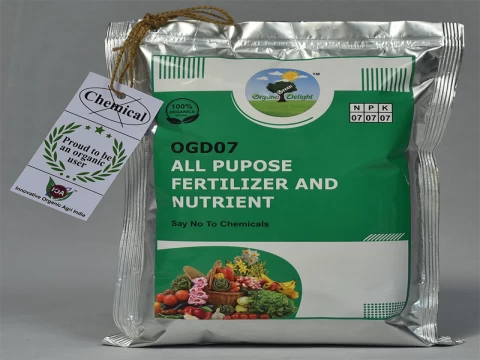 Chemical
Proud to be
an organic
user
IOA
Innovative Organic Agri India
100%
ORGANIC
Organic Green Delight
TM
N P K
07 07 07
OGD07
ALL PUPOSE
FERTILIZER AND
NUTRIENT
Say No To Chemicals